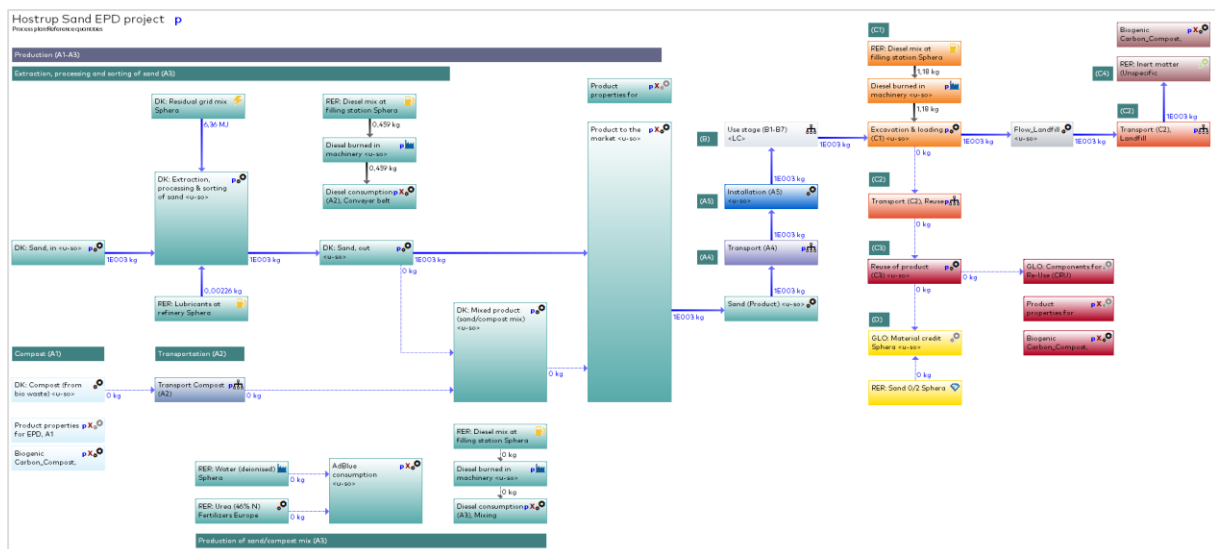 Hostrup Sand EPD project p
Process plan:Reference quantities
Production (A1-A3)
Extraction, processing and sorting of sand (A3)
DK: Residual grid mix
Sphera
6,36 MJ
RER: Diesel mix at
filling station Sphera
0,459 kg
Diesel burned in
machinery <u-so>
0,459 kg
Diesel consumption
(A2), Conveyer belt
DK: Extraction,
processing & sorting
of sand <u-so>
DK: Sand, in <u-so>
1E003 kg
1E003 kg
DK: Sand, out
<u-so>
1E003 kg
0 kg
0,00226 kg
RER: Lubricants at
refinery Sphera
Product
properties for
Product to the
market <u-so>
DK: Mixed product
(sand/compost mix)
<u-so>
0 kg
Compost (A1)
Transportation (A2)
DK: Compost (from
bio waste) <u-so>
0 kg
Transport Compost
(A2)
0 kg
Product properties
for EPD, A1
Biogenic
Carbon_Compost,
RER: Water (deionised)
Sphera
0 kg
RER: Urea (46% N)
Fertilizers Europe
0 kg
AdBlue
consumption
<u-so>
RER: Diesel mix at
filling station Sphera
0 kg
Diesel burned in
machinery <u-so>
0 kg
Diesel consumption
(A3), Mixing
Production of sand/compost mix (A3)
1E003 kg
Sand (Product) <u-so>
1E003 kg
(A4)
Transport (A4)
1E003 kg
(A5)
Installation (A5)
<u-so>
1E003 kg
(B)
Use stage (B1-B7)
<LC>
1E003 kg
(C1)
RER: Diesel mix at
filling station Sphera
1,18 kg
Diesel burned in
machinery <u-so>
1,18 kg
Excavation & loading
(C1) <u-so>
1E003 kg
0 kg
Flow_Landfill
<u-so>
1E003 kg
(C2)
Transport (C2),
Landfill
1E003 kg
(C4)
RER: Inert matter
(Unspecific
Biogenic
Carbon_Compost,
(C2)
Transport (C2), Reuse
0 kg
(C3)
Reuse of product
(C3) <u-so>
0 kg
GLO: Components for
Re-Use (CRU)
0 kg
Product
properties for
(D)
GLO: Material credit
Sphera <u-so>
Biogenic
Carbon_Compost,
0 kg
RER: Sand 0/2 Sphera